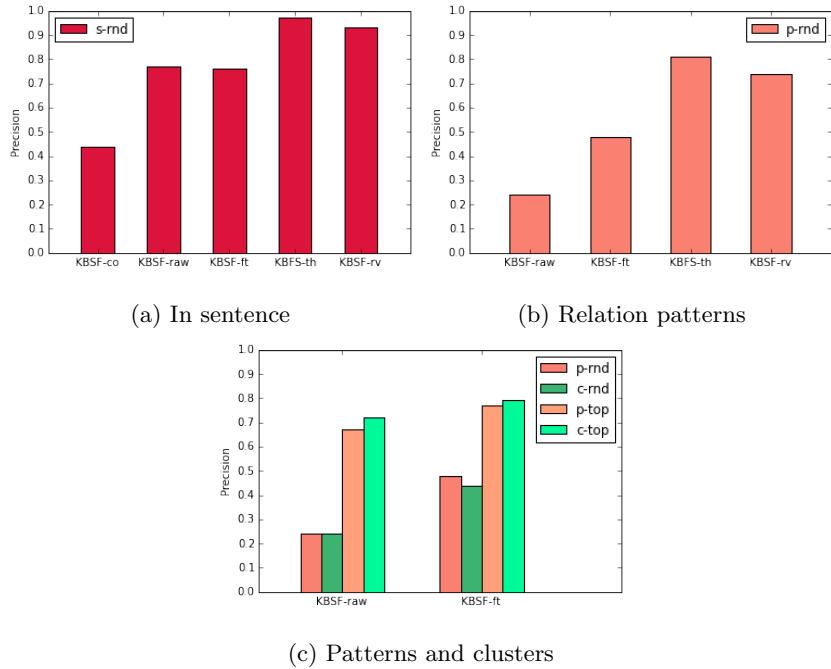 1.0
0.9
0.8
0.7
0.6
0.5
0.4
0.3
0.2
0.1
0.0
Precision
s-rnd
KBSF-co KBSF-raw KBSF-ft KBFS-th KBSF-rv
(a) In sentence
1.0
0.9
0.8
0.7
0.6
0.5
0.4
0.3
0.2
0.1
0.0
Precision
p-rnd
KBSF-raw KBSF-ft KBFS-th KBSF-rv
(b) Relation patterns
1.0
0.9
0.8
0.7
0.6
0.5
0.4
0.3
0.2
0.1
0.0
Precision
p-rnd
c-rnd
p-top
c-top
KBSF-raw KBSF-ft
(c) Patterns and clusters